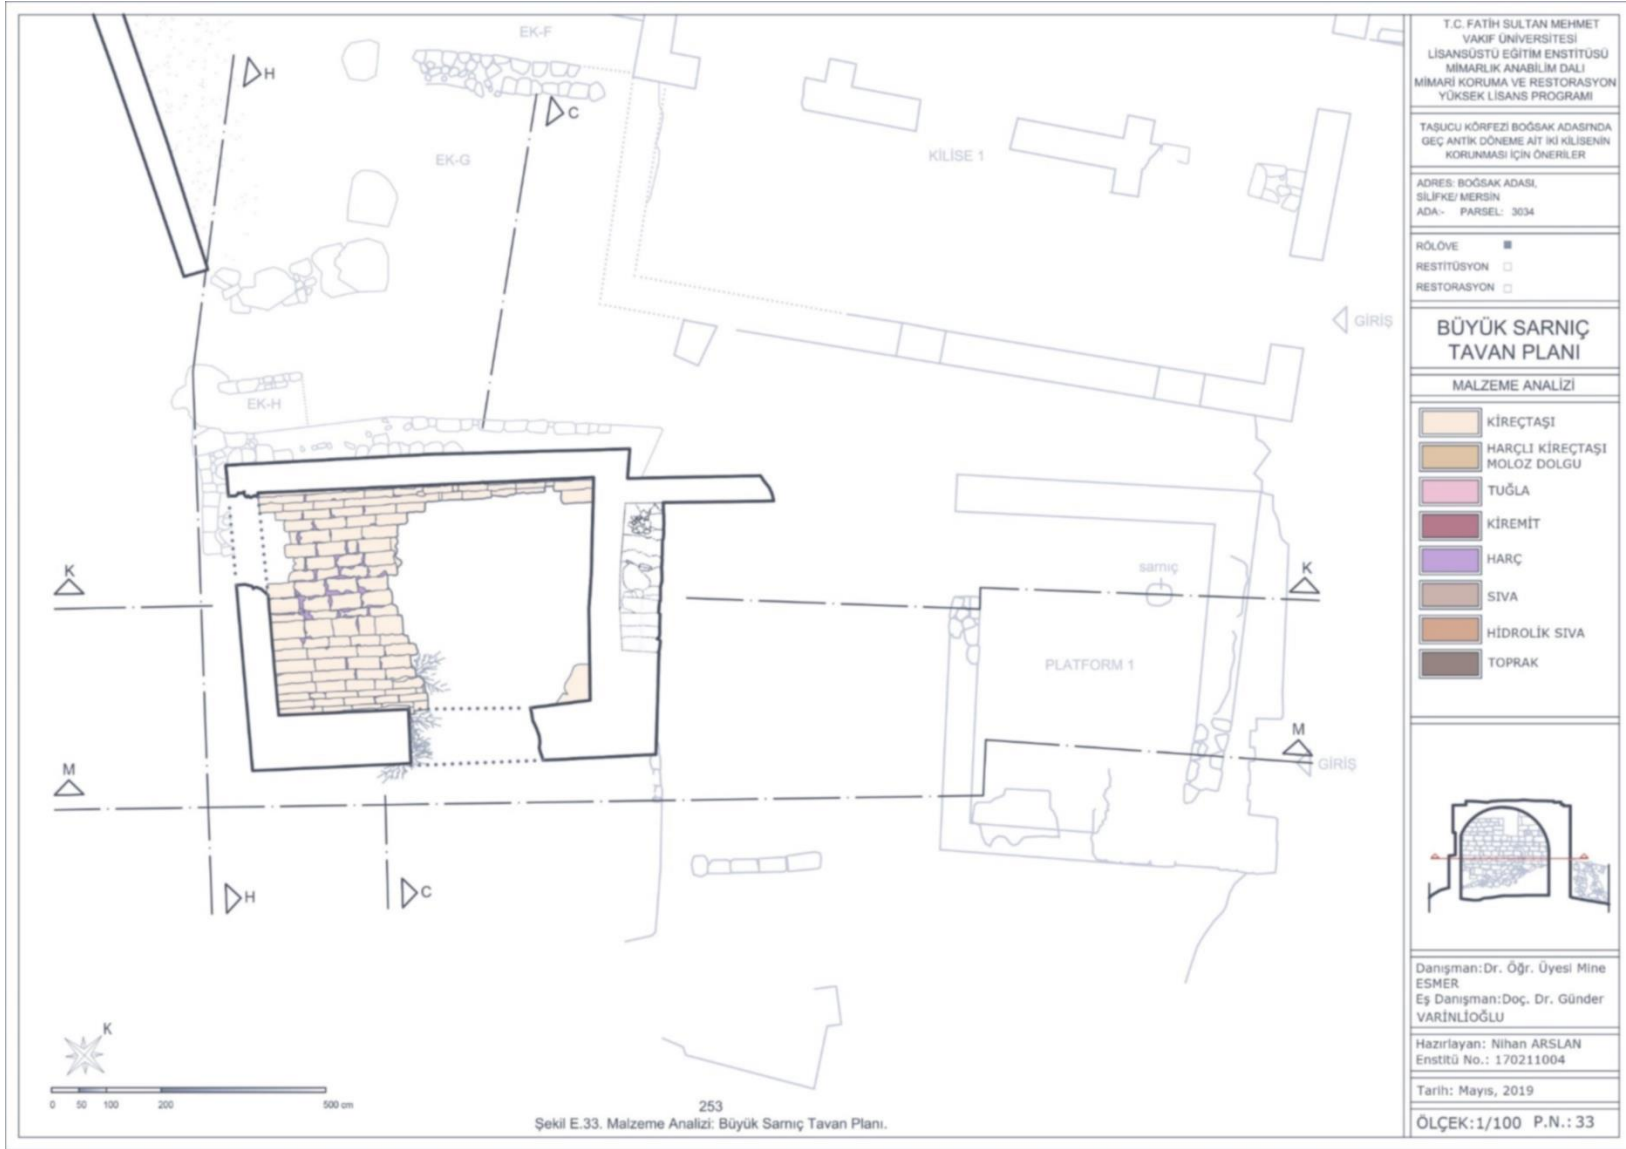 EK-F
H
C
EK-G
KİLİSE 1
GİRİŞ
EK-H
K
K
sarnıç
PLATFORM 1
M
M
GİRİŞ
H
C
K
0 50 100 200 500 cm
253
Şekil E.33. Malzeme Analizi: Büyük Sarnıç Tavan Planı.
T.C. FATİH SULTAN MEHMET
VAKIF ÜNİVERSİTESİ
LİSANSÜSTÜ EĞİTİM ENSTİTÜSÜ
MİMARLIK ANABİLİM DALI
MİMARİ KORUMA VE RESTORASYON
YÜKSEK LİSANS PROGRAMI
TAŞUCU KÖRFEZİ BOĞSAK ADASI'NDA
GEÇ ANTİK DÖNEME AİT İKİ KİLİSENİN
KORUNMASI İÇİN ÖNERİLER
ADRES: BOĞSAK ADASI,
SİLİFKE/ MERSİN
ADA:- PARSEL: 3034
RÖLÖVE
RESTİTÜSYON
RESTORASYON
BÜYÜK SARNIÇ
TAVAN PLANI
MALZEME ANALİZİ
KİREÇTAŞI
HARÇLI KİREÇTAŞI
MOLOZ DOLGU
TUĞLA
KİREMİT
HARÇ
SIVA
HİDROLİK SIVA
TOPRAK
Danışman:Dr. Öğr. Üyesi Mine
ESMER
Eş Danışman:Doç. Dr. Günder
VARİNLİOĞLU
Hazırlayan: Nihan ARSLAN
Enstitü No.: 170211004
Tarih: Mayıs, 2019
ÖLÇEK:1/100 P.N.: 33